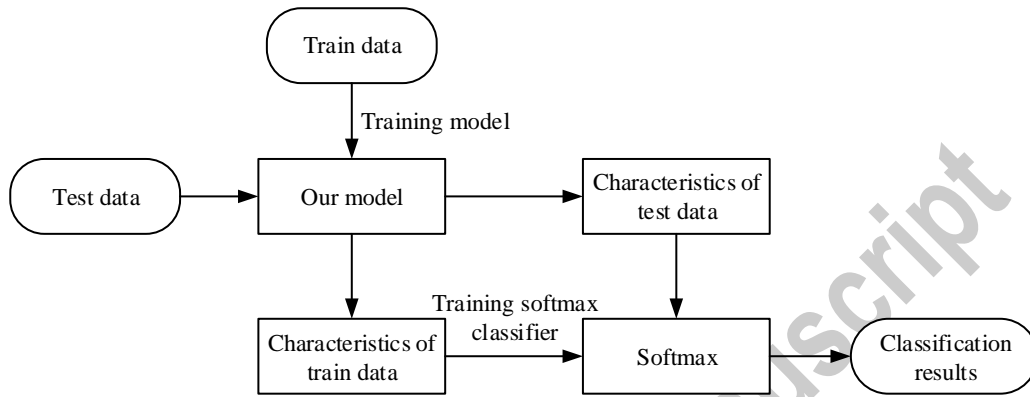 Train data
Training model
Test data
Our model
Characteristics of
test data
Training softmax
classifier
Characteristics of
train data
Softmax
Classification
results